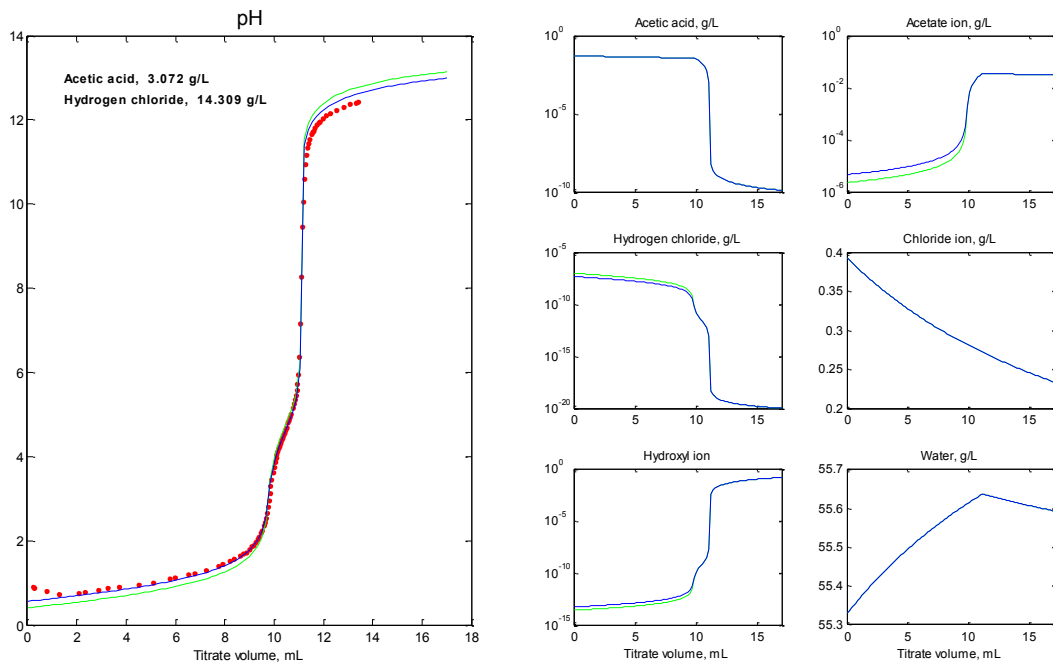 pH
14
12
10
8
6
4
2
0
Acetic acid, 3.072 g/L
Hydrogen chloride, 14.309 g/L
0 2 4 6 8 10 12 14 16 18
Titrate volume, mL
Acetic acid, g/L
10^0
10^-5
10^-10
0 5 10 15
Acetate ion, g/L
10^0
10^-2
10^-4
10^-6
0 5 10 15
Hydrogen chloride, g/L
10^-5
10^-10
10^-15
10^-20
0 5 10 15
Chloride ion, g/L
0.4
0.35
0.3
0.25
0.2
0 5 10 15
Hydroxyl ion
10^0
10^-5
10^-10
10^-15
0 5 10 15
Titrate volume, mL
Water, g/L
55.7
55.6
55.5
55.4
55.3
0 5 10 15
Titrate volume, mL